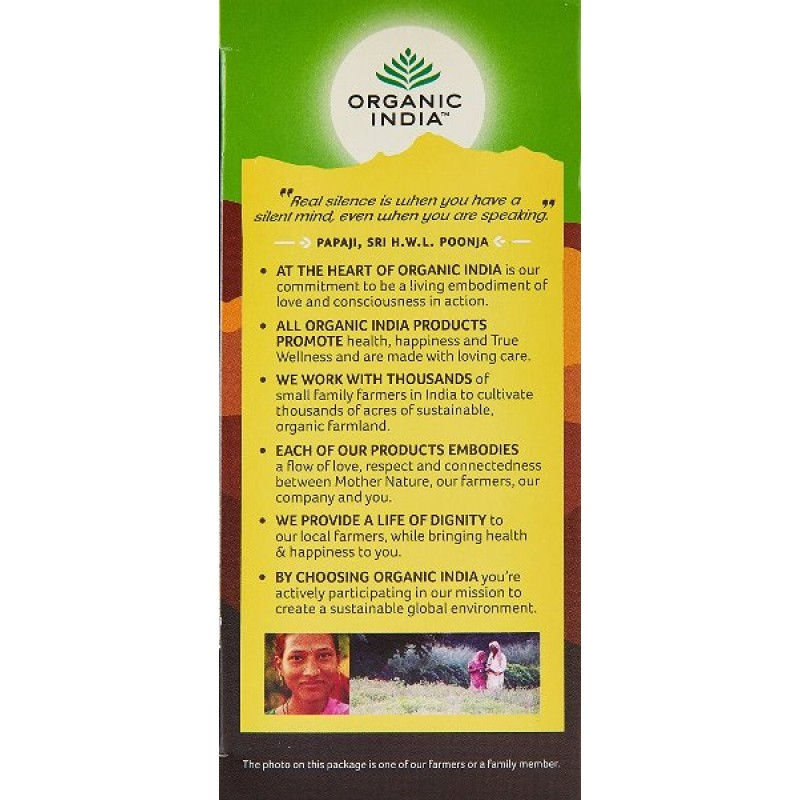 ORGANIC
INDIA™
"Real silence is when you have a
silent mind, even when you are speaking."
PAPAJI, SRI H.W.L. POONJA
• AT THE HEART OF ORGANIC INDIA is our
commitment to be a living embodiment of
love and consciousness in action.
• ALL ORGANIC INDIA PRODUCTS
PROMOTE health, happiness and True
Wellness and are made with loving care.
• WE WORK WITH THOUSANDS of
small family farmers in India to cultivate
thousands of acres of sustainable,
organic farmland.
• EACH OF OUR PRODUCTS EMBODIES
a flow of love, respect and connectedness
between Mother Nature, our farmers, our
company and you.
• WE PROVIDE A LIFE OF DIGNITY to
our local farmers, while bringing health
& happiness to you.
• BY CHOOSING ORGANIC INDIA you're
actively participating in our mission to
create a sustainable global environment.
The photo on this package is one of our farmers or a family member.